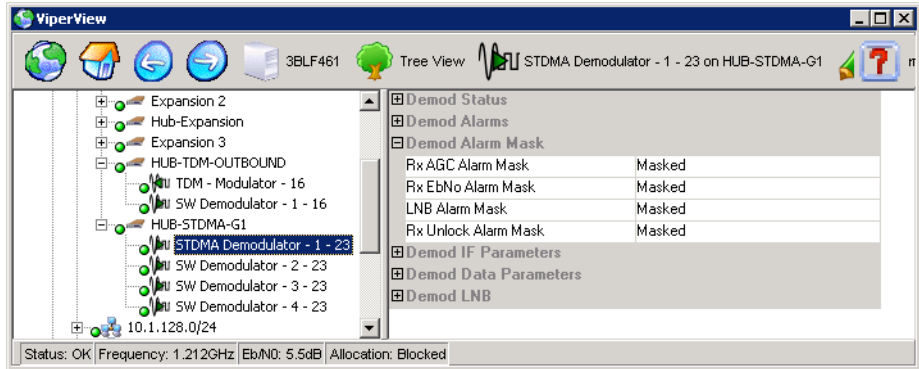 ViperView
3BLF461 Tree View STDMA Demodulator - 1 - 23 on HUB-STDMA-G1
Expansion 2
Hub-Expansion
Expansion 3
HUB-TDM-OUTBOUND
TDM - Modulator - 16
SW Demodulator - 1 - 16
HUB-STDMA-G1
STDMA Demodulator - 1 - 23
SW Demodulator - 2 - 23
SW Demodulator - 3 - 23
SW Demodulator - 4 - 23
10.1.128.0/24
Demod Status
Demod Alarms
Demod Alarm Mask
Rx AGC Alarm Mask Masked
Rx EbNo Alarm Mask Masked
LNB Alarm Mask Masked
Rx Unlock Alarm Mask Masked
Demod IF Parameters
Demod Data Parameters
Demod LNB
Status: OK Frequency: 1.212GHz Eb/N0: 5.5dB Allocation: Blocked